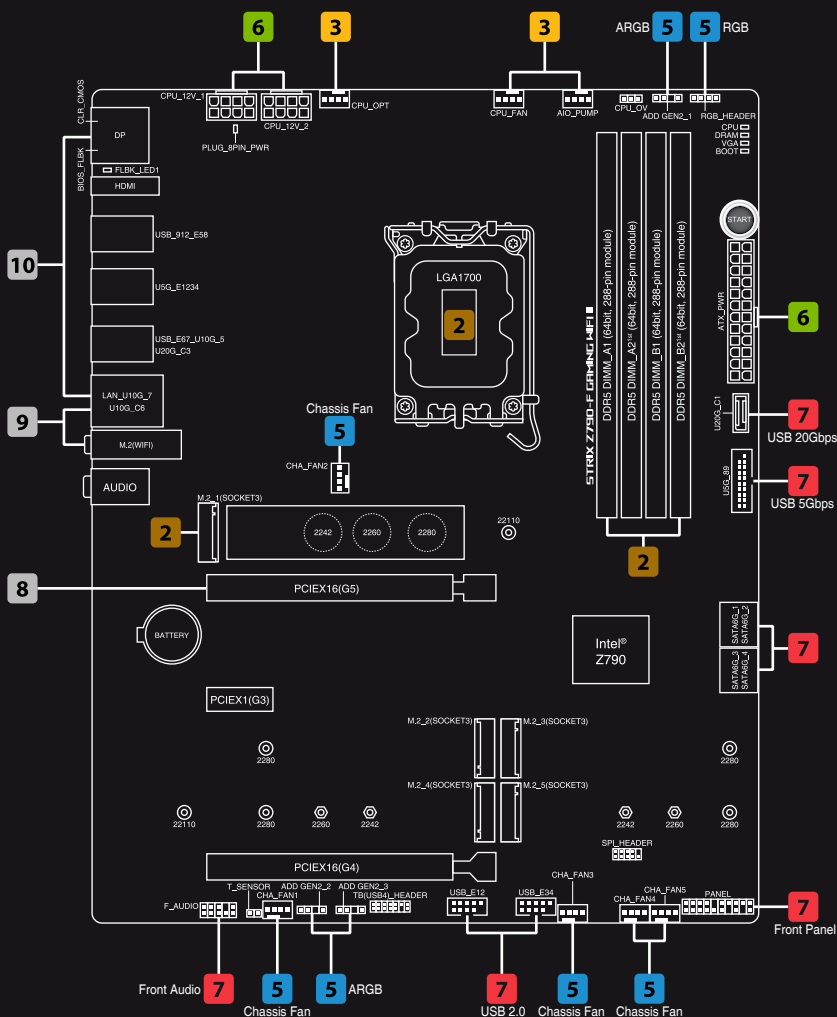 6
3
3
ARGB
5
5
RGB
CLR_CMOS
CPU_12V_1
CPU_12V_2
CPU_OPT
CPU_FAN
AIO_PUMP
CPU_OV
ADD GEN2_1
RGB_HEADER
CPU
DRAM
VGA
BOOT
DP
PLUG_8PIN_PWR
BIOS_FLBK
FLBK_LED1
HDMI
START
USB_912_E58
10
LGA1700
2
U5G_E1234
ATX_PWR
6
STRIX Z790-F GAMING WIFI II
DDR5 DIMM_A1 (64bit, 288-pin module)
DDR5 DIMM_A2* (64bit, 288-pin module)
DDR5 DIMM_B1 (64bit, 288-pin module)
DDR5 DIMM_B2* (64bit, 288-pin module)
USB_E67_U10G_5
U20G_C3
LAN_U10G_7
U10G_C6
9
M.2(WIFI)
Chassis Fan
5
CHA_FAN2
U20G_C1
7
USB 20Gbps
AUDIO
U5G_89
7
USB 5Gbps
M.2_1(SOCKET3)
2
2242
2260
2280
22110
2
8
PCIEX16(G5)
BATTERY
Intel®
Z790
SATA6G_1
SATA6G_2
SATA6G_3
SATA6G_4
7
PCIEX1(G3)
M.2_2(SOCKET3)
M.2_3(SOCKET3)
2280
2280
M.2_4(SOCKET3)
M.2_5(SOCKET3)
22110
2280
2260
2242
2242
2260
2280
SPI_HEADER
PCIEX16(G4)
F_AUDIO
T_SENSOR
CHA_FAN1
ADD GEN2_2
ADD GEN2_3
TB(USB4)_HEADER
USB_E12
USB_E34
CHA_FAN3
CHA_FAN4
CHA_FAN5
PANEL
7
Front Panel
Front Audio
7
5
Chassis Fan
5
ARGB
7
USB 2.0
5
Chassis Fan
5
Chassis Fan